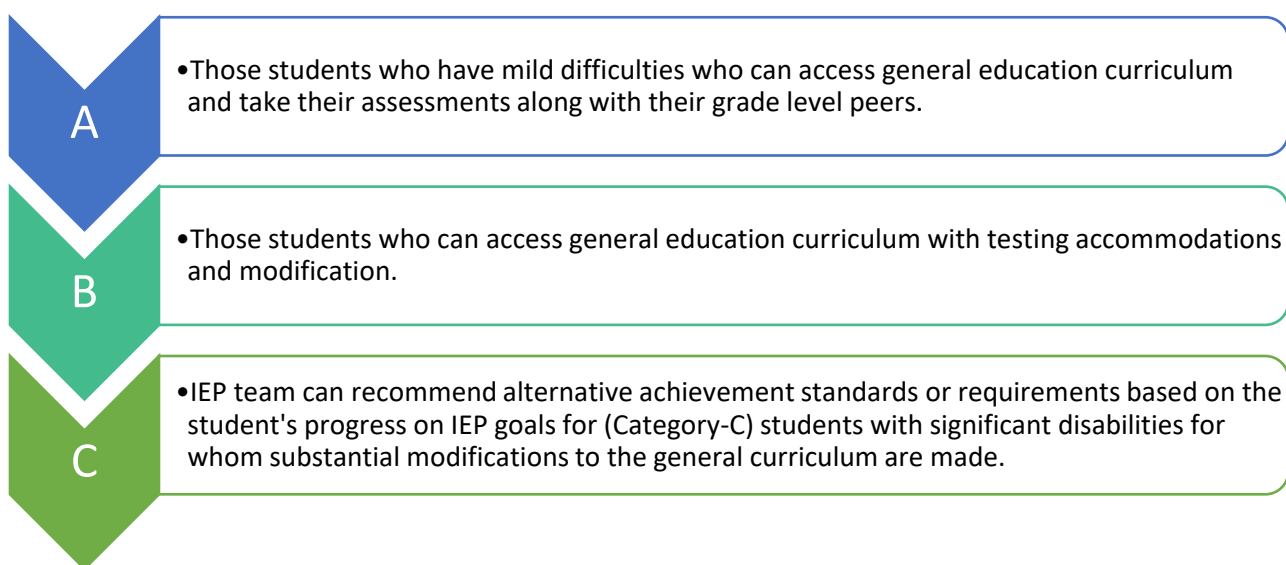 A
•Those students who have mild difficulties who can access general education curriculum
and take their assessments along with their grade level peers.
B
•Those students who can access general education curriculum with testing accommodations
and modification.
C
•IEP team can recommend alternative achievement standards or requirements based on the
student's progress on IEP goals for (Category-C) students with significant disabilities for
whom substantial modifications to the general curriculum are made.